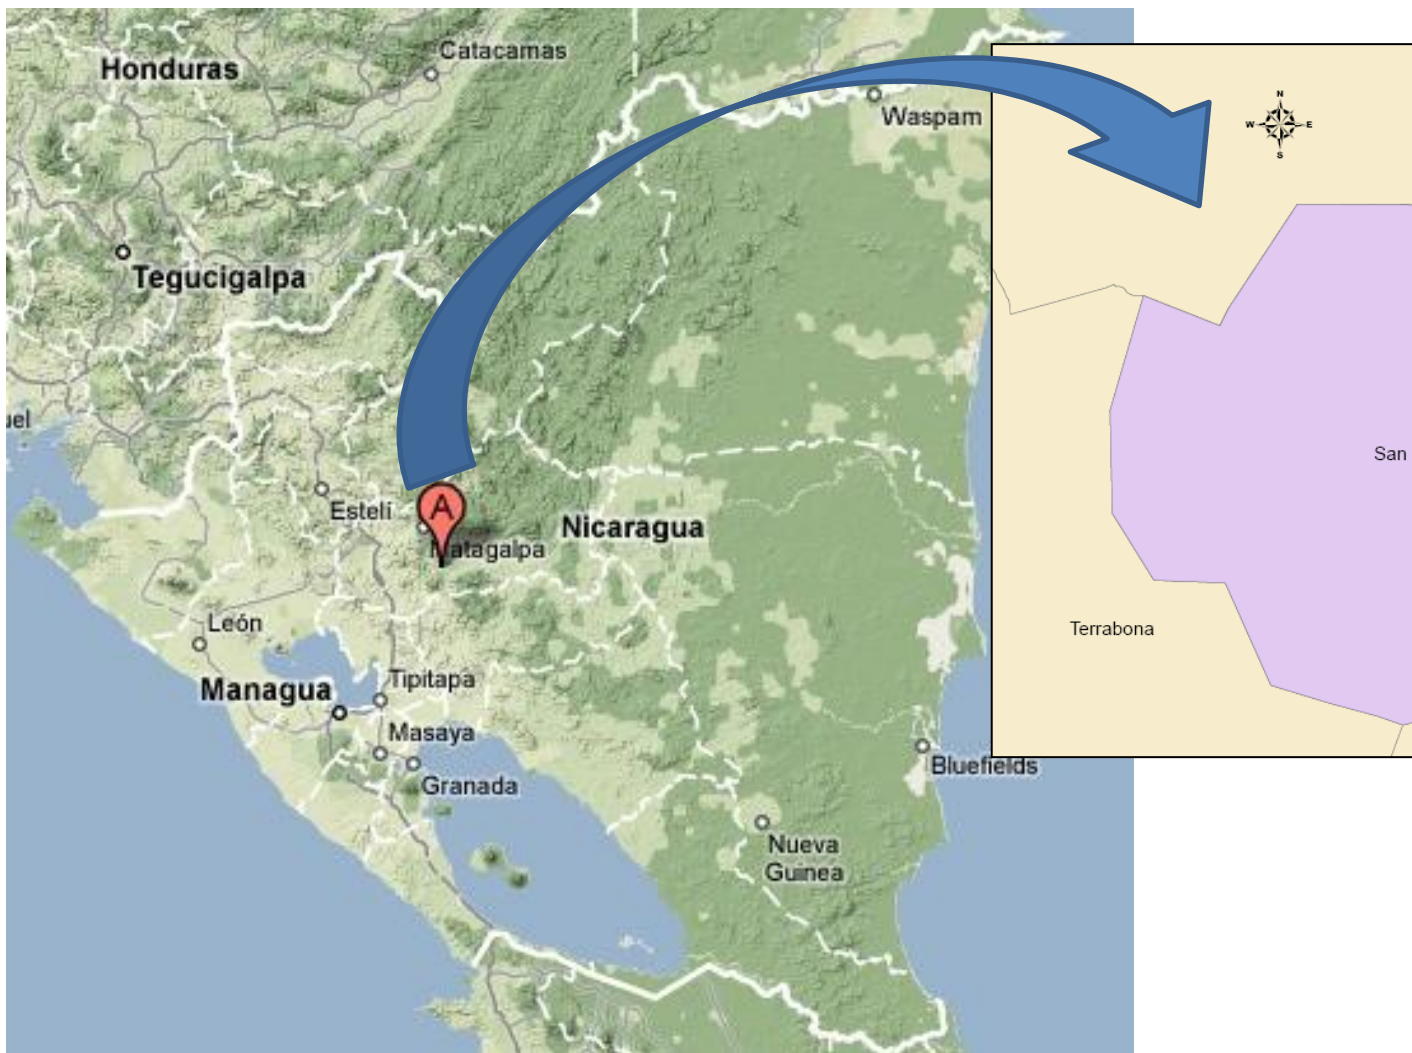 Catacamas
Honduras
Waspam
N
W E
S
Tegucigalpa
San
Estelí
A
Nicaragua
Matagalpa
León
Terrabona
Tipitapa
Managua
Masaya
Bluefields
Granada
Nueva
Guinea